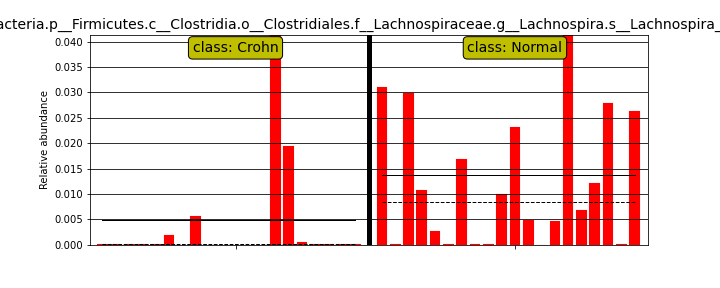 acteria.p__Firmicutes.c__Clostridia.o__Clostridiales.f__Lachnospiraceae.g__Lachnospira.s__Lachnospira_
class: Crohn
class: Normal
Relative abundance
0.040
0.035
0.030
0.025
0.020
0.015
0.010
0.005
0.000